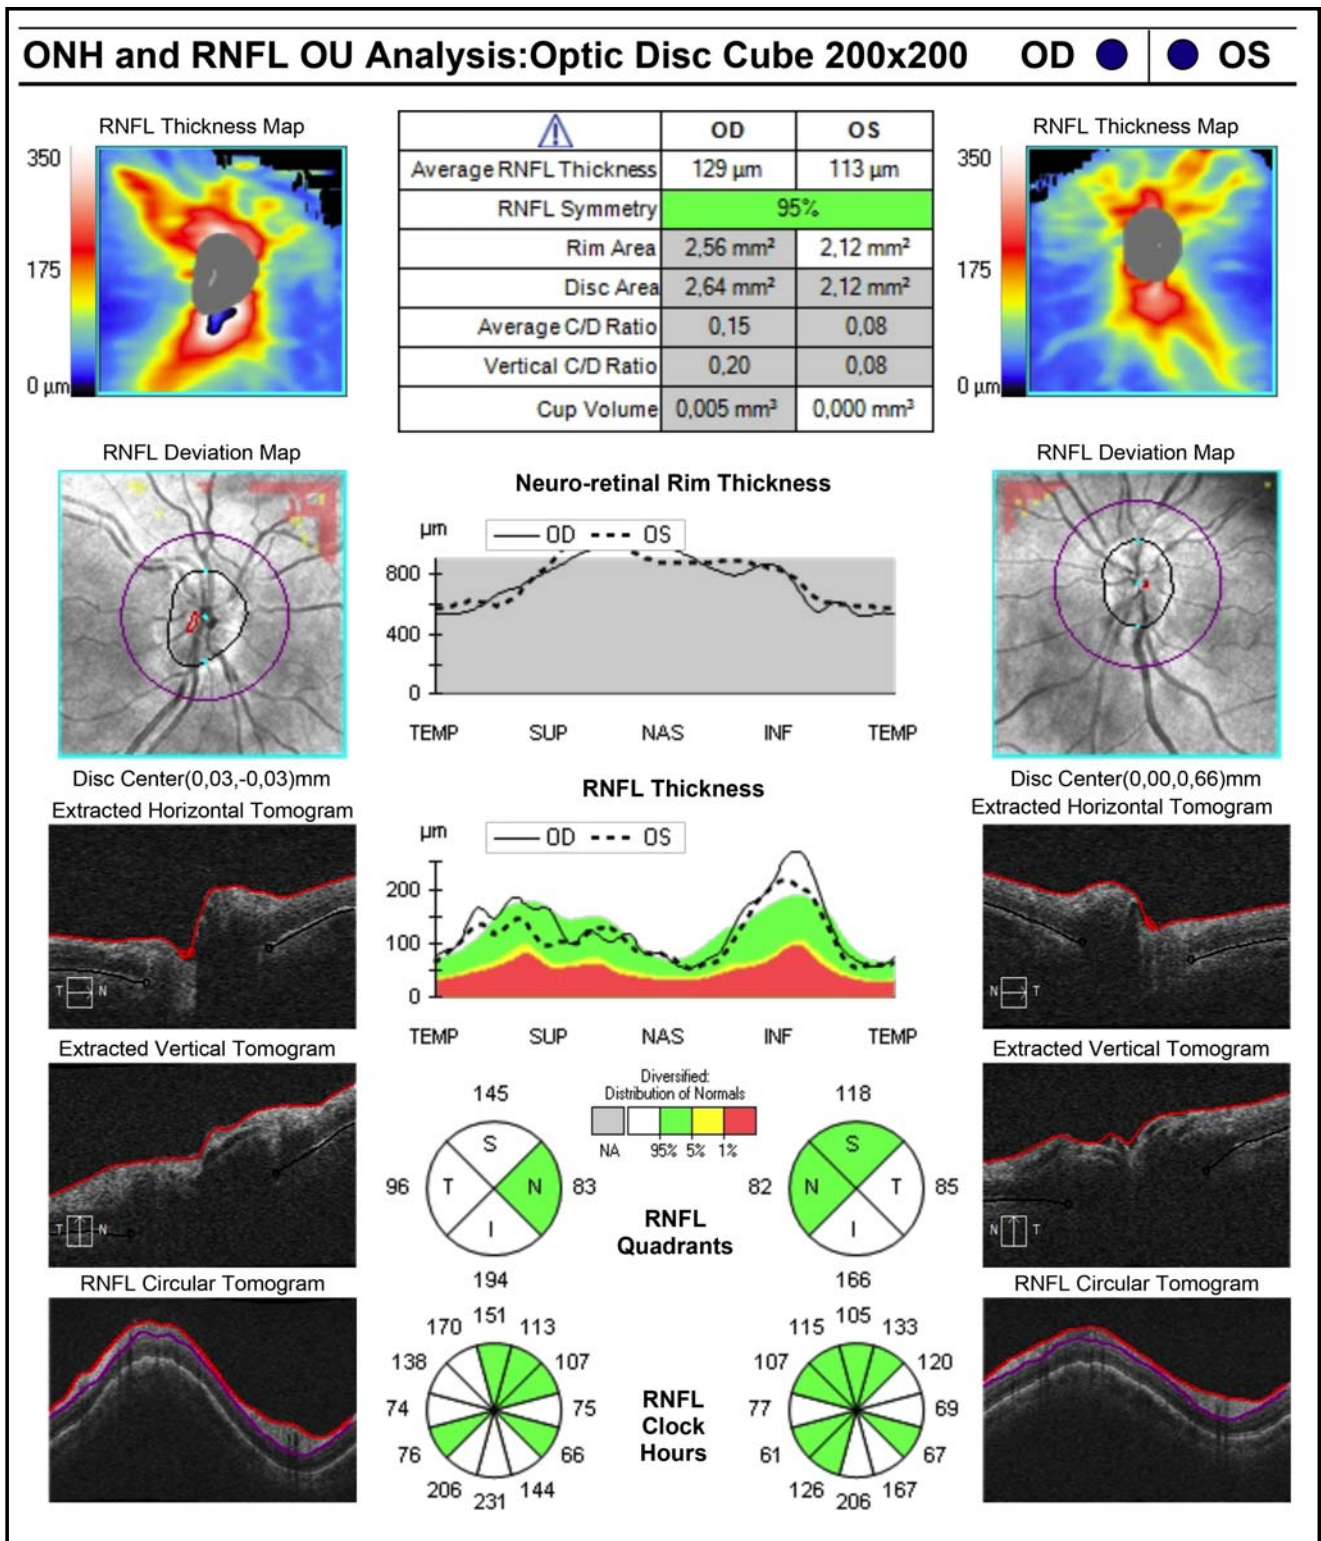 ONH and RNFL OU Analysis:Optic Disc Cube 200x200 OD OS
RNFL Thickness Map
350
175
0 µm
OD OS
Average RNFL Thickness 129 µm 113 µm
RNFL Symmetry 95%
Rim Area 2,56 mm² 2,12 mm²
Disc Area 2,64 mm² 2,12 mm²
Average C/D Ratio 0,15 0,08
Vertical C/D Ratio 0,20 0,08
Cup Volume 0,005 mm³ 0,000 mm³
RNFL Thickness Map
350
175
0 µm
RNFL Deviation Map
Disc Center(0,03,-0,03)mm
Neuro-retinal Rim Thickness
µm
OD OS
800
400
0
TEMP SUP NAS INF TEMP
RNFL Deviation Map
Disc Center(0,00,0,66)mm
Extracted Horizontal Tomogram
T N
RNFL Thickness
µm
OD OS
200
100
0
TEMP SUP NAS INF TEMP
Extracted Horizontal Tomogram
N T
Extracted Vertical Tomogram
T N
Diversified:
Distribution of Normals
NA 95% 5% 1%
145
S
96 T N 83
I
194
RNFL
Quadrants
118
S
82 N T 85
I
166
Extracted Vertical Tomogram
N T
RNFL Circular Tomogram
151
170 113
138 107
74 75
76 66
206 144
231
RNFL
Clock
Hours
105
115 133
107 120
77 69
61 67
126 167
206
RNFL Circular Tomogram